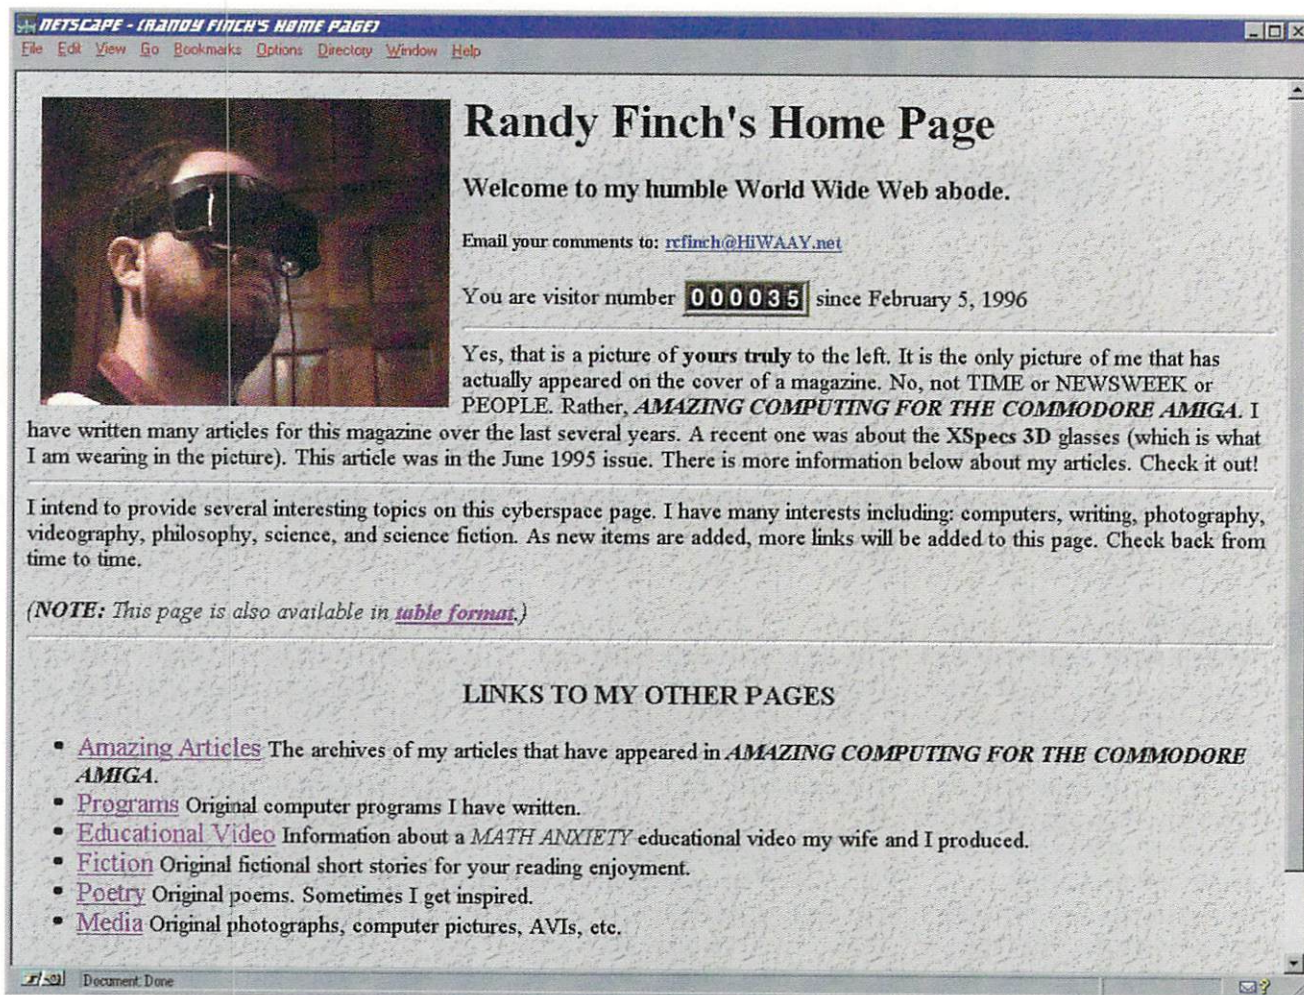 NETSCAPE - (RANDY FINCH'S HOME PAGE)
File Edit View Go Bookmarks Options Directory Window Help
Randy Finch's Home Page
Welcome to my humble World Wide Web abode.
Email your comments to: rcfinch@HiWAAY.net
You are visitor number 000035 since February 5, 1996
Yes, that is a picture of yours truly to the left. It is the only picture of me that has
actually appeared on the cover of a magazine. No, not TIME or NEWSWEEK or
PEOPLE. Rather, AMAZING COMPUTING FOR THE COMMODORE AMIGA. I
have written many articles for this magazine over the last several years. A recent one was about the XSpecs 3D glasses (which is what
I am wearing in the picture). This article was in the June 1995 issue. There is more information below about my articles. Check it out!
I intend to provide several interesting topics on this cyberspace page. I have many interests including: computers, writing, photography,
videography, philosophy, science, and science fiction. As new items are added, more links will be added to this page. Check back from
time to time.
(NOTE: This page is also available in table format.)
LINKS TO MY OTHER PAGES
Amazing Articles The archives of my articles that have appeared in AMAZING COMPUTING FOR THE COMMODORE
AMIGA.
Programs Original computer programs I have written.
Educational Video Information about a MATH ANXIETY educational video my wife and I produced.
Fiction Original fictional short stories for your reading enjoyment.
Poetry Original poems. Sometimes I get inspired.
Media Original photographs, computer pictures, AVIs, etc.
Document: Done